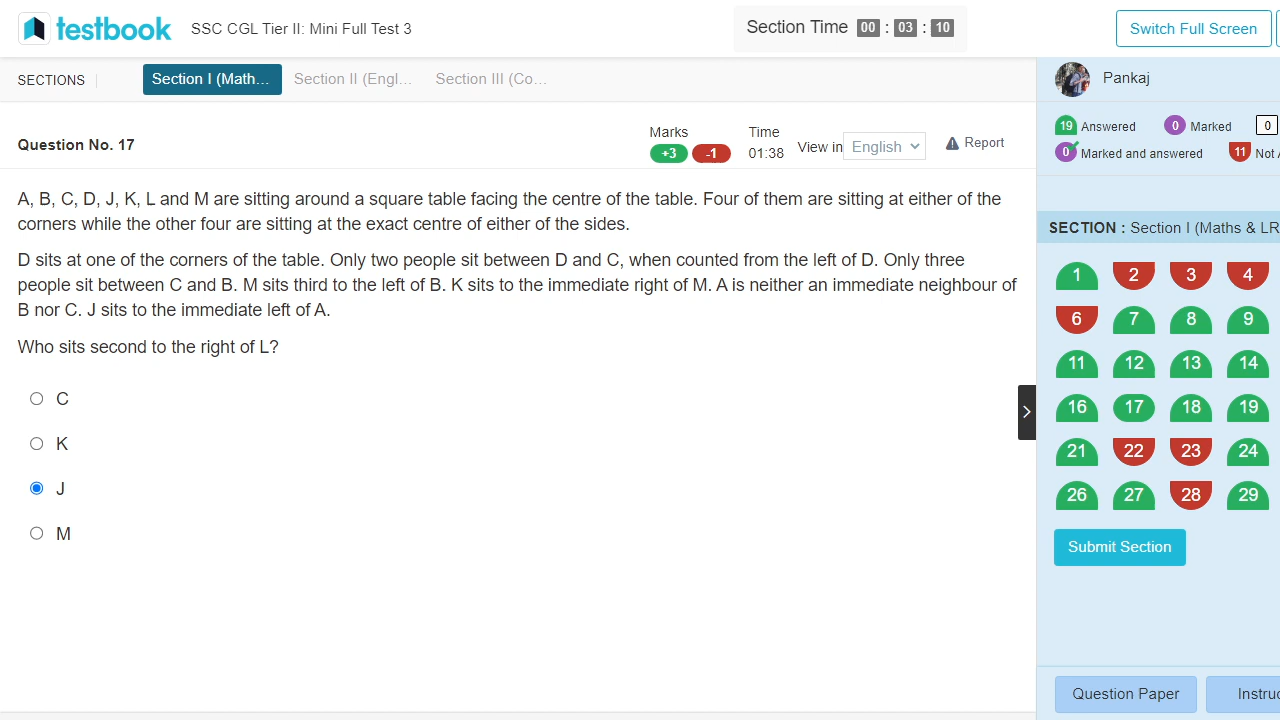 testbook SSC CGL Tier II: Mini Full Test 3 Section Time 00 : 03 : 10 Switch Full Screen
SECTIONS Section I (Math... Section II (Engl... Section III (Co...
Pankaj
19 Answered 0 Marked 0
0 Marked and answered 11 Not
Question No. 17
Marks
+3 -1
Time
01:38
View in English
Report
A, B, C, D, J, K, L and M are sitting around a square table facing the centre of the table. Four of them are sitting at either of the
corners while the other four are sitting at the exact centre of either of the sides.
D sits at one of the corners of the table. Only two people sit between D and C, when counted from the left of D. Only three
people sit between C and B. M sits third to the left of B. K sits to the immediate right of M. A is neither an immediate neighbour of
B nor C. J sits to the immediate left of A.
Who sits second to the right of L?
C
K
J
M
SECTION : Section I (Maths & LR
1 2 3 4
6 7 8 9
11 12 13 14
16 17 18 19
21 22 23 24
26 27 28 29
Submit Section
Question Paper Instruc